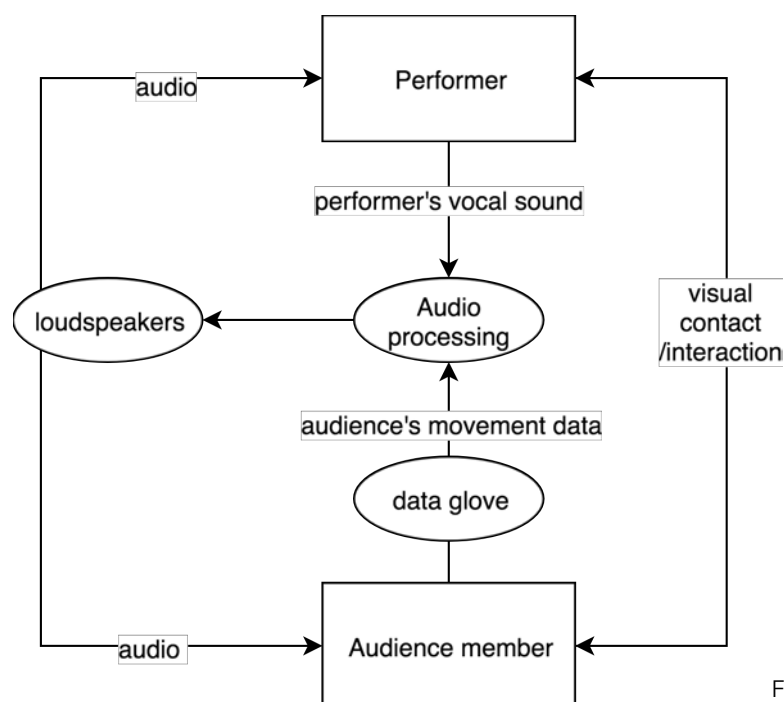 Performer
audio
performer's vocal sound
loudspeakers
Audio
processing
visual
contact
/interaction
audience's movement data
data glove
audio
Audience member
F